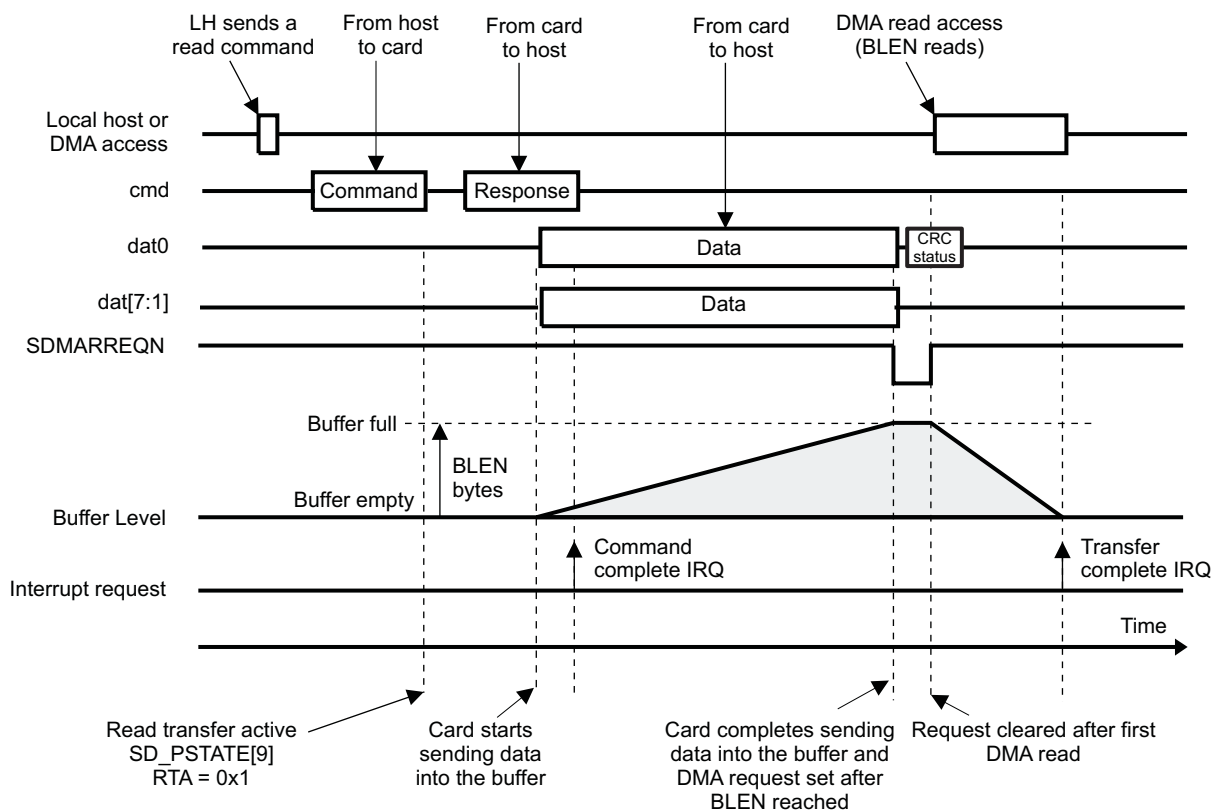 LH sends a
read command
From host
to card
From card
to host
From card
to host
DMA read access
(BLEN reads)
Local host or
DMA access
cmd
Command
Response
dat0
Data
CRC
status
dat[7:1]
Data
SDMARREQN
Buffer full
BLEN
bytes
Buffer empty
Buffer Level
Command
complete IRQ
Transfer
complete IRQ
Interrupt request
Time
Read transfer active
SD_PSTATE[9]
RTA = 0x1
Card starts
sending data
into the buffer
Card completes sending
data into the buffer and
DMA request set after
BLEN reached
Request cleared after first
DMA read